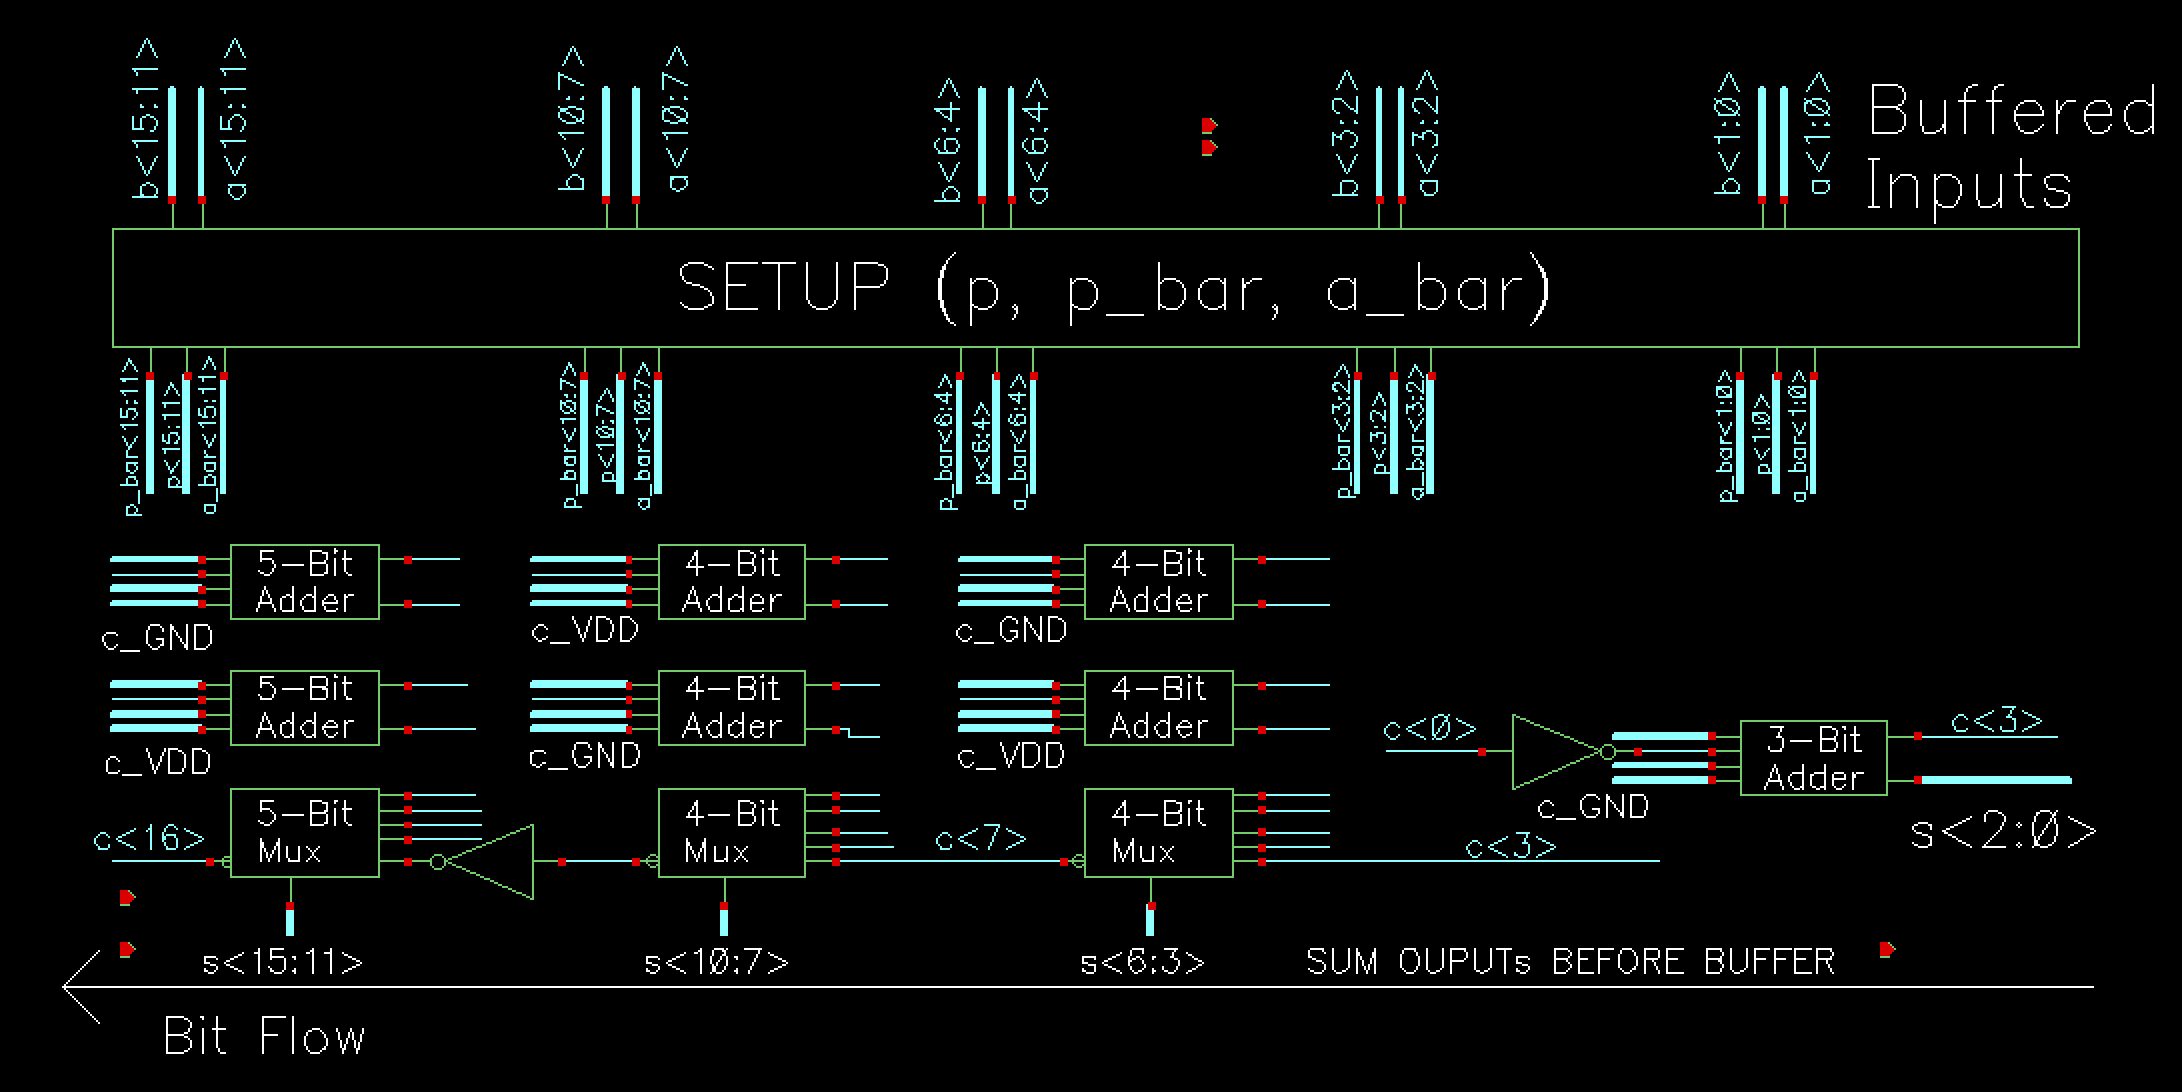 b<15:11>
a<15:11>
b<10:7>
a<10:7>
b<6:4>
a<6:4>
b<3:2>
a<3:2>
b<1:0>
a<1:0>
Buffered
Inputs
SETUP (p, p_bar, a_bar)
p_bar<15:11>
p<15:11>
a_bar<15:11>
p_bar<10:7>
p<10:7>
a_bar<10:7>
p_bar<6:4>
p<6:4>
a_bar<6:4>
p_bar<3:2>
p<3:2>
a_bar<3:2>
p_bar<1:0>
p<1:0>
a_bar<1:0>
5-Bit
Adder
c_GND
4-Bit
Adder
c_VDD
4-Bit
Adder
c_GND
5-Bit
Adder
c_VDD
4-Bit
Adder
c_GND
4-Bit
Adder
c_VDD
c<0>
c_GND
3-Bit
Adder
c<3>
s<2:0>
c<16>
5-Bit
Mux
4-Bit
Mux
c<7>
4-Bit
Mux
c<3>
s<15:11>
s<10:7>
s<6:3>
SUM OUPUTs BEFORE BUFFER
Bit Flow